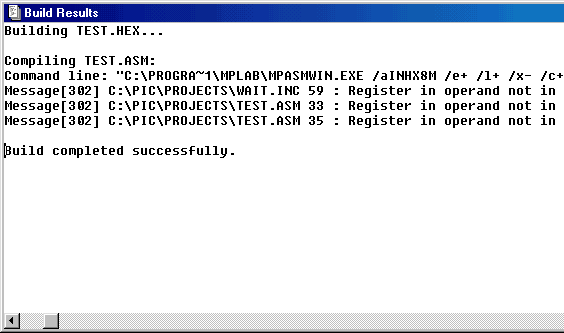 Build Results
Building TEST.HEX...
Compiling TEST.ASM:
Command line: "C:\PROGRA~1\MPLAB\MPASMWIN.EXE /aINHX8M /e+ /l+ /x- /c+
Message[302] C:\PIC\PROJECTS\WAIT.INC 59 : Register in operand not in
Message[302] C:\PIC\PROJECTS\TEST.ASM 33 : Register in operand not in
Message[302] C:\PIC\PROJECTS\TEST.ASM 35 : Register in operand not in
Build completed successfully.